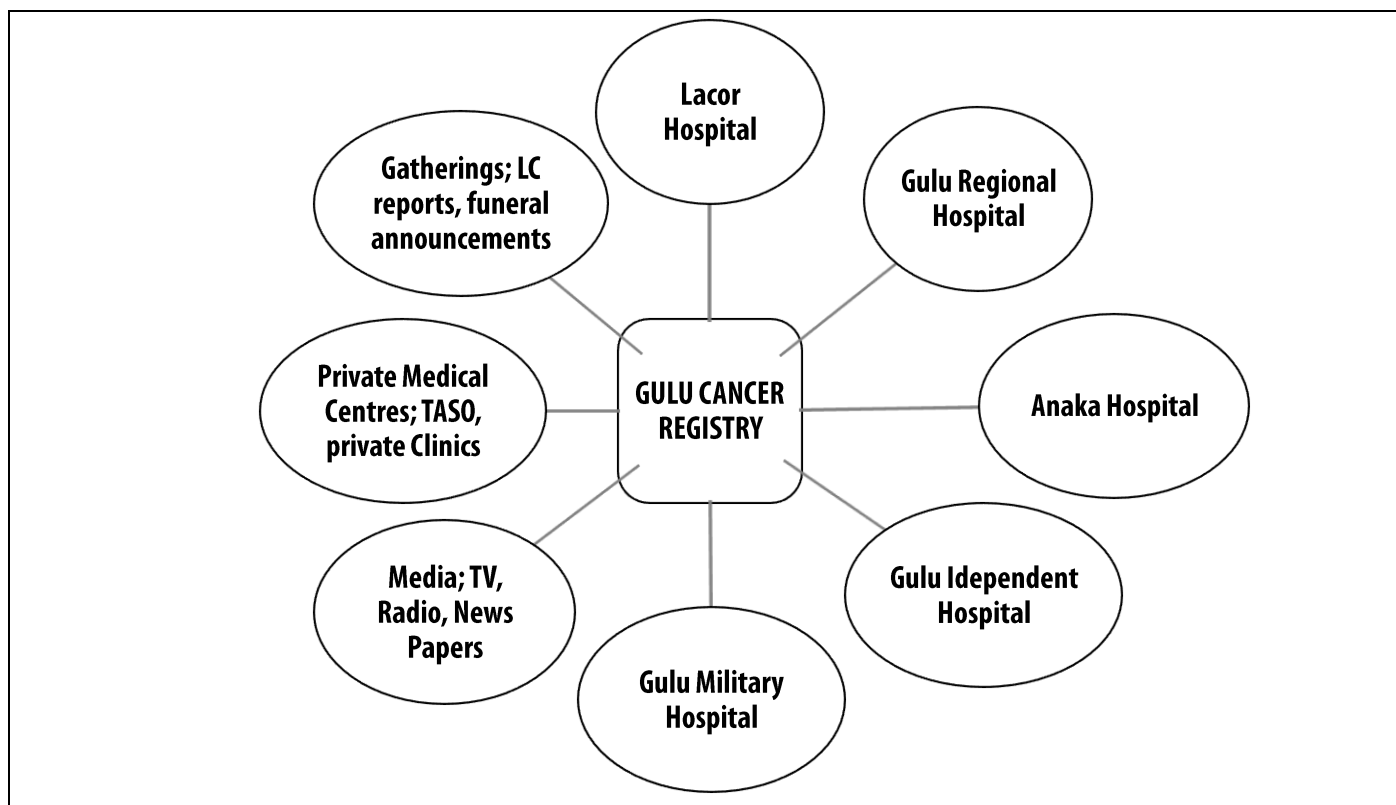 Lacor
Hospital
Gulu Regional
Hospital
Anaka Hospital
Gulu Idependent
Hospital
Gulu Military
Hospital
Media; TV,
Radio, News
Papers
Private Medical
Centres; TASO,
private Clinics
Gatherings; LC
reports, funeral
announcements
GULU CANCER
REGISTRY